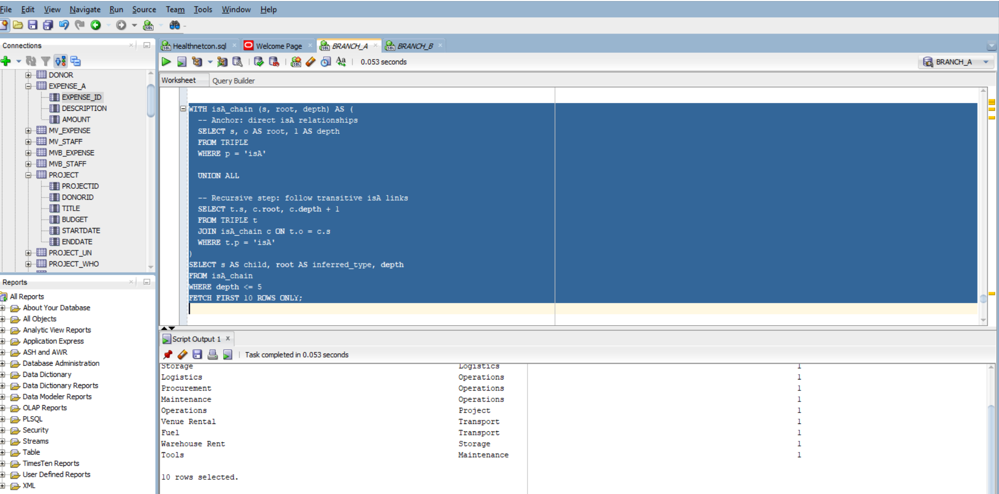 File Edit View Navigate Run Source Team Tools Window Help
Connections
DONOR
EXPENSE_A
EXPENSE_ID
DESCRIPTION
AMOUNT
MV_EXPENSE
MV_STAFF
MVB_EXPENSE
MVB_STAFF
PROJECT
PROJECTID
DONORID
TITLE
BUDGET
STARTDATE
ENDDATE
PROJECT_UN
PROJECT_WHO
Reports
All Reports
About Your Database
All Objects
Analytic View Reports
Application Express
ASH and AWR
Database Administration
Data Dictionary
Data Dictionary Reports
Data Modeler Reports
OLAP Reports
PLSQL
Security
Streams
Table
TimesTen Reports
User Defined Reports
XML
Healthnetcon.sql Welcome Page BRANCH_A BRANCH_B
0.053 seconds BRANCH_A
Worksheet Query Builder
WITH isA_chain (s, root, depth) AS (
-- Anchor: direct isA relationships
SELECT s, o AS root, 1 AS depth
FROM TRIPLE
WHERE p = 'isA'
UNION ALL
-- Recursive step: follow transitive isA links
SELECT t.s, c.root, c.depth + 1
FROM TRIPLE t
JOIN isA_chain c ON t.o = c.s
WHERE t.p = 'isA'
)
SELECT s AS child, root AS inferred_type, depth
FROM isA_chain
WHERE depth <= 5
FETCH FIRST 10 ROWS ONLY;
Script Output 1
Task completed in 0.053 seconds
Storage Logistics 1
Logistics Operations 1
Procurement Operations 1
Maintenance Operations 1
Operations Project 1
Venue Rental Transport 1
Fuel Transport 1
Warehouse Rent Storage 1
Tools Maintenance 1
10 rows selected.